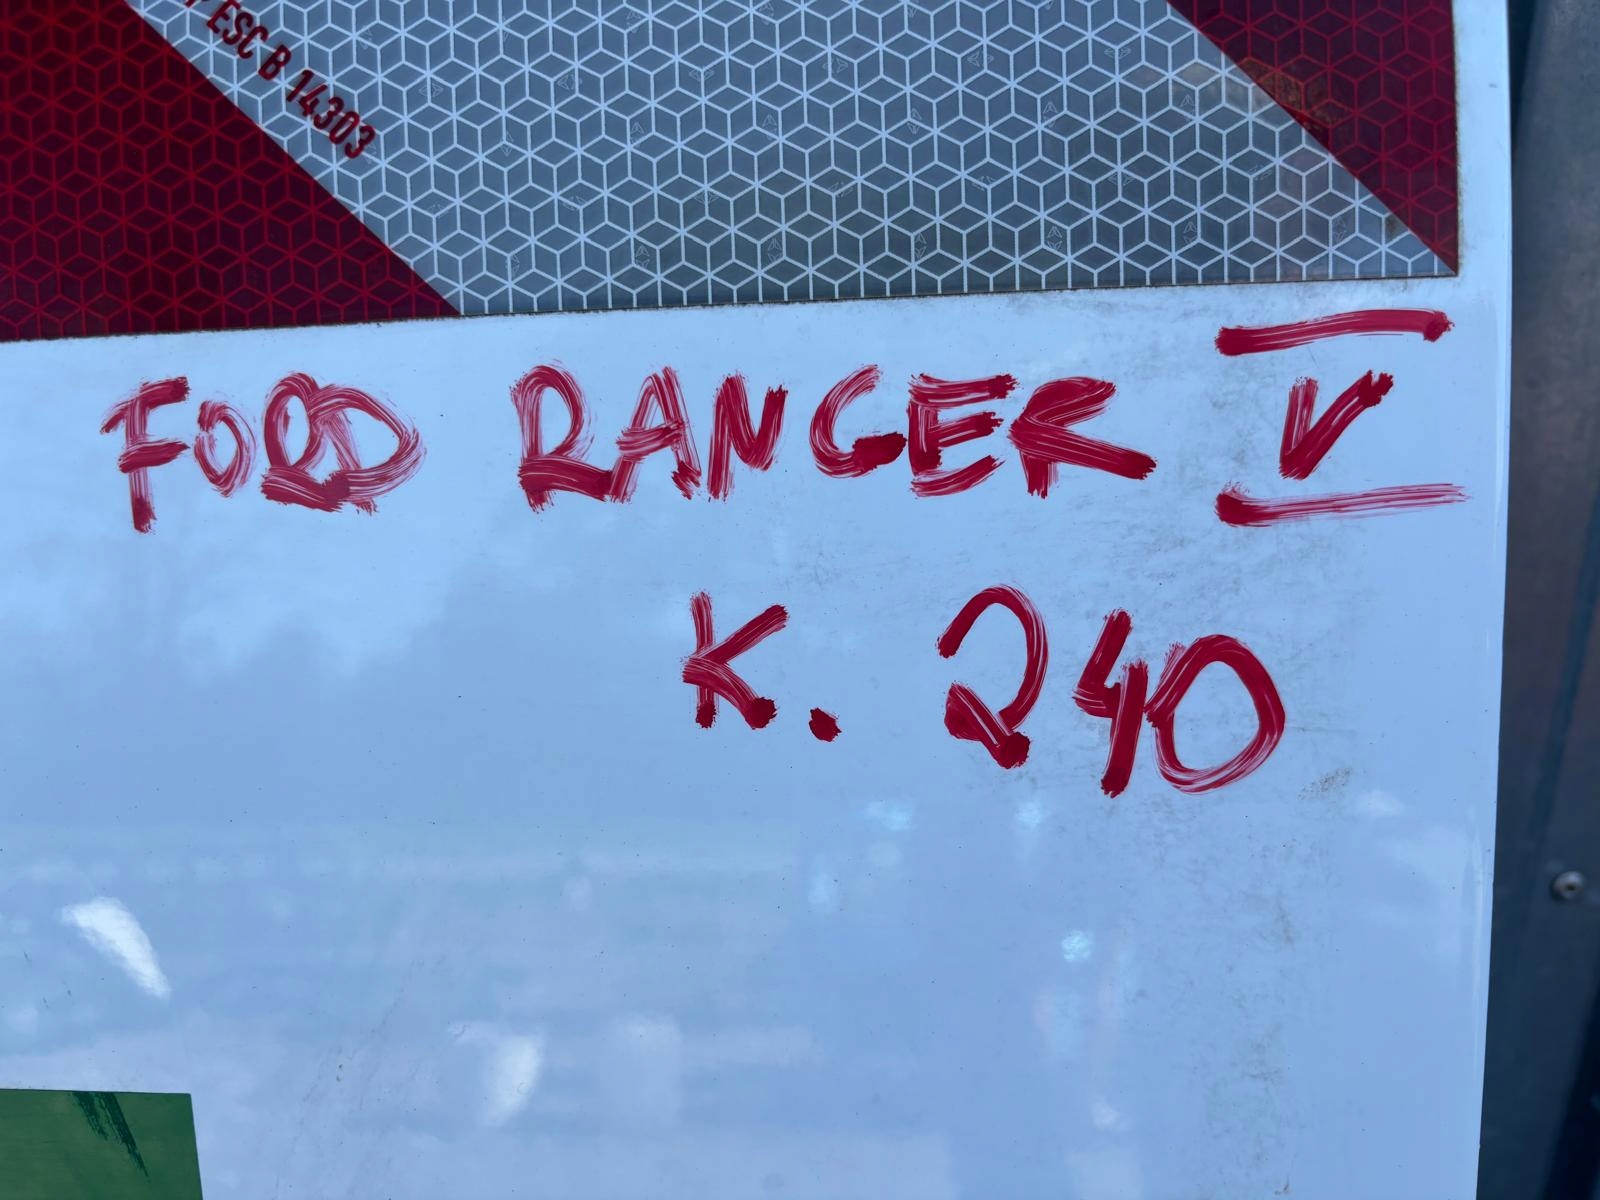 ESC B 14303
FORD RANGER V
K. 240